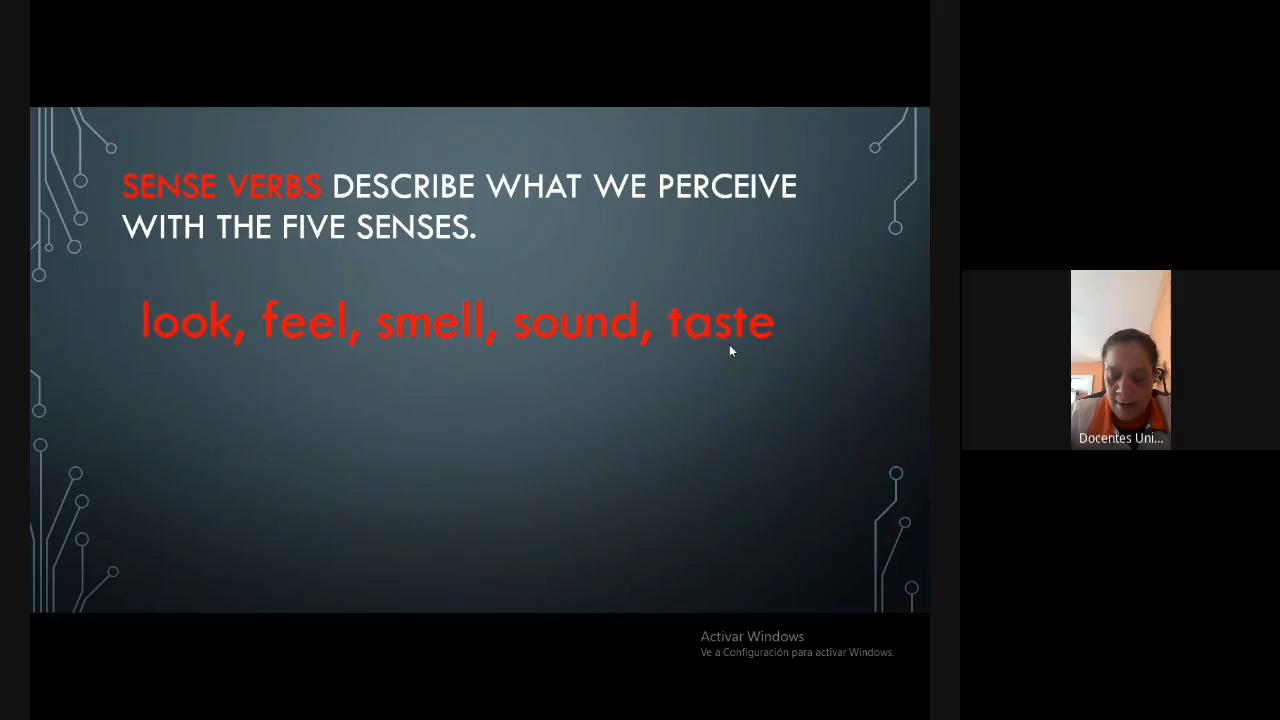 SENSE VERBS DESCRIBE WHAT WE PERCEIVE
WITH THE FIVE SENSES.
look, feel, smell, sound, taste
Docentes Uni...
Activar Windows
Ve a Configuración para activar Windows.